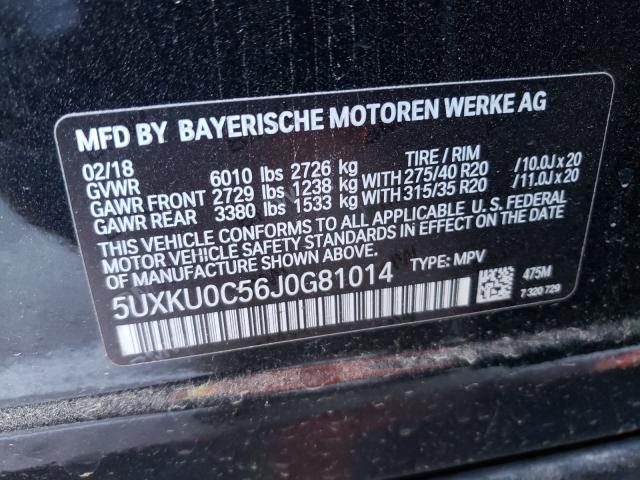 MFD BY BAYERISCHE MOTOREN WERKE AG
02/18
GVWR 6010 lbs 2726 kg TIRE / RIM
GAWR FRONT 2729 lbs 1238 kg WITH 275/40 R20 /10.0J x 20
GAWR REAR 3380 lbs 1533 kg WITH 315/35 R20 /11.0J x 20
THIS VEHICLE CONFORMS TO ALL APPLICABLE U.S. FEDERAL
MOTOR VEHICLE SAFETY STANDARDS IN EFFECT ON THE DATE
OF MANUFACTURE SHOWN ABOVE.
5UXKU0C56J0G81014 TYPE: MPV 475M
7 320 729